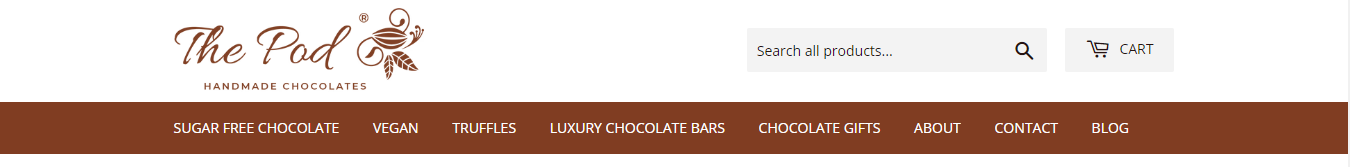 The Pod ®
HANDMADE CHOCOLATES
Search all products...
CART
SUGAR FREE CHOCOLATE VEGAN TRUFFLES LUXURY CHOCOLATE BARS CHOCOLATE GIFTS ABOUT CONTACT BLOG